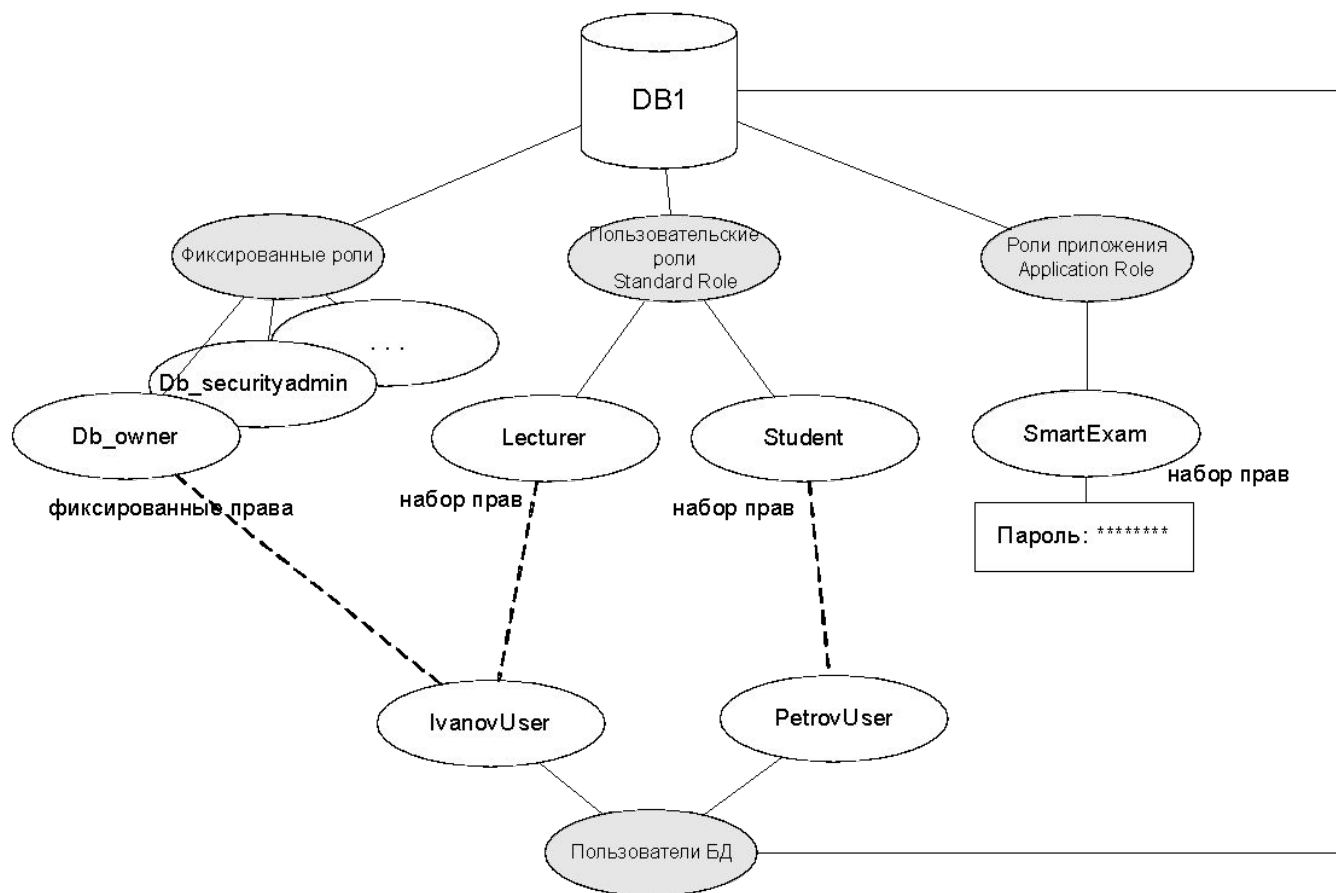 DB1
Фиксированные роли
Пользовательские
роли
Standard Role
Роли приложения
Application Role
. . .
Db_securityadmin
Db_owner
Lecturer
Student
SmartExam
фиксированные права
набор прав
набор прав
набор прав
Пароль: ********
IvanovUser
PetrovUser
Пользователи БД